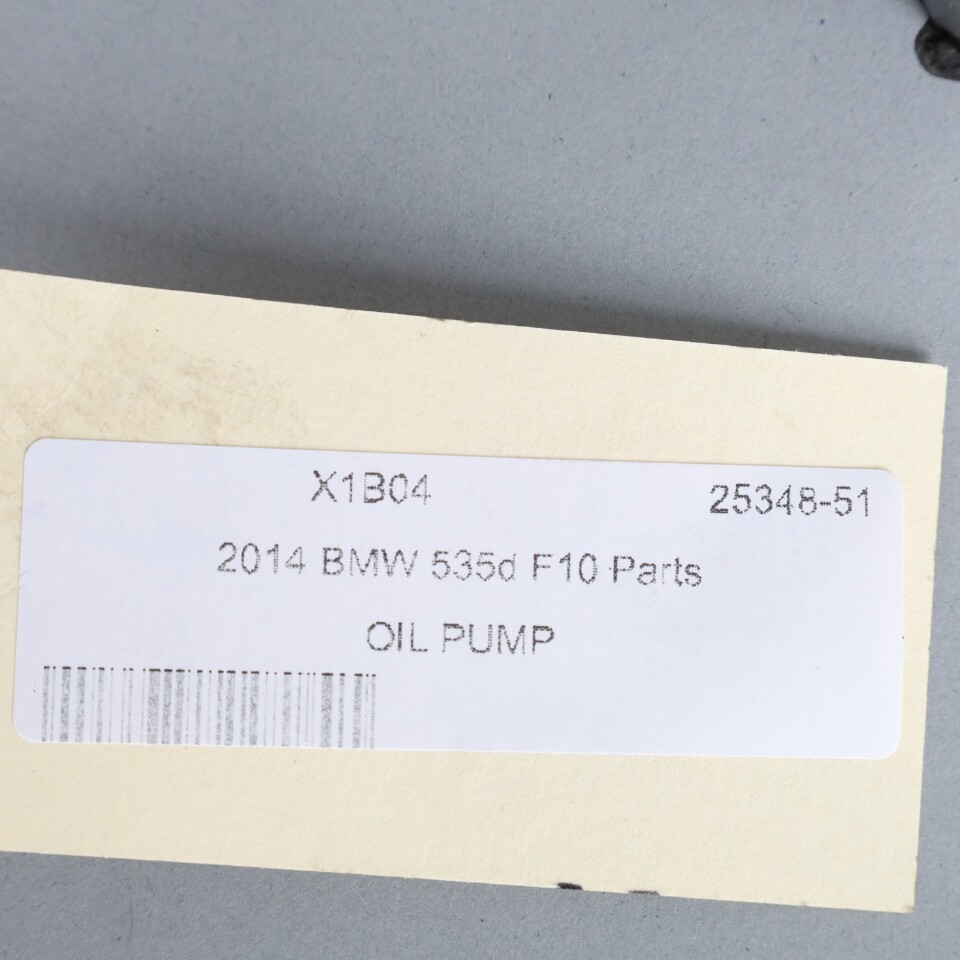 X1B04 25348-51
2014 BMW 535d F10 Parts
OIL PUMP